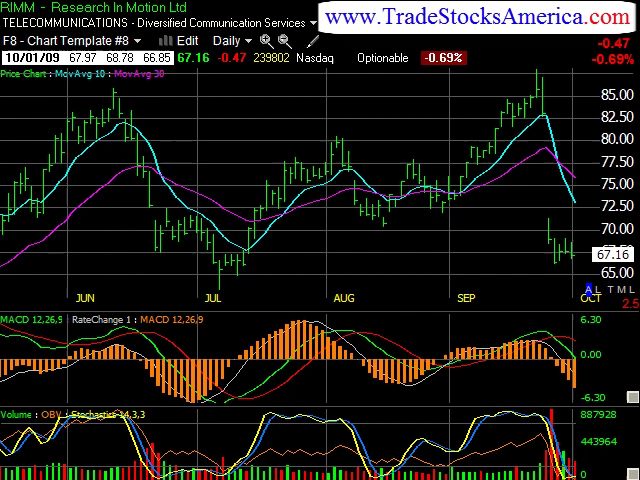 RIMM - Research In Motion Ltd
www.TradeStocksAmerica.com
TELECOMMUNICATIONS - Diversified Communication Services
F8 - Chart Template #8 Edit Daily
-0.47
10/01/09 67.97 68.78 66.85 67.16 -0.47 239802 Nasdaq Optionable -0.69% -0.69%
Price Chart : MovAvg 10 : MovAvg 30
85.00
82.50
80.00
77.50
75.00
72.50
70.00
67.16
65.00
JUN JUL AUG SEP OCT
A L T M L
2.5
MACD 12,26,9 RateChange 1 : MACD 12,26,9
6.30
0.00
-6.30
Volume : OBV : Stochastics 14,3,3
887928
443964
0